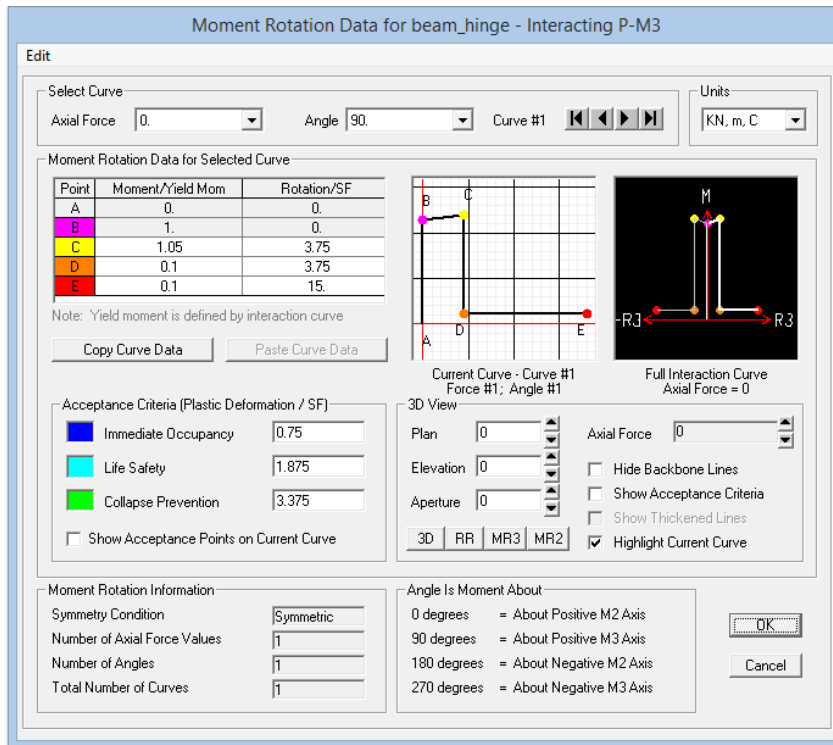 Moment Rotation Data for beam_hinge - Interacting P-M3
Edit
Select Curve
Axial Force 0. Angle 90. Curve #1
Units
KN, m, C
Moment Rotation Data for Selected Curve
Point Moment/Yield Mom Rotation/SF
A 0. 0.
B 1. 0.
C 1.05 3.75
D 0.1 3.75
E 0.1 15.
Note: Yield moment is defined by interaction curve
Copy Curve Data Paste Curve Data
B C
A D E
Current Curve - Curve #1
Force #1; Angle #1
M
-R3 R3
Full Interaction Curve
Axial Force = 0
Acceptance Criteria (Plastic Deformation / SF)
Immediate Occupancy 0.75
Life Safety 1.875
Collapse Prevention 3.375
Show Acceptance Points on Current Curve
3D View
Plan 0
Elevation 0
Aperture 0
3D RR MR3 MR2
Axial Force 0
Hide Backbone Lines
Show Acceptance Criteria
Show Thickened Lines
Highlight Current Curve
Moment Rotation Information
Symmetry Condition Symmetric
Number of Axial Force Values 1
Number of Angles 1
Total Number of Curves 1
Angle Is Moment About
0 degrees = About Positive M2 Axis
90 degrees = About Positive M3 Axis
180 degrees = About Negative M2 Axis
270 degrees = About Negative M3 Axis
OK
Cancel